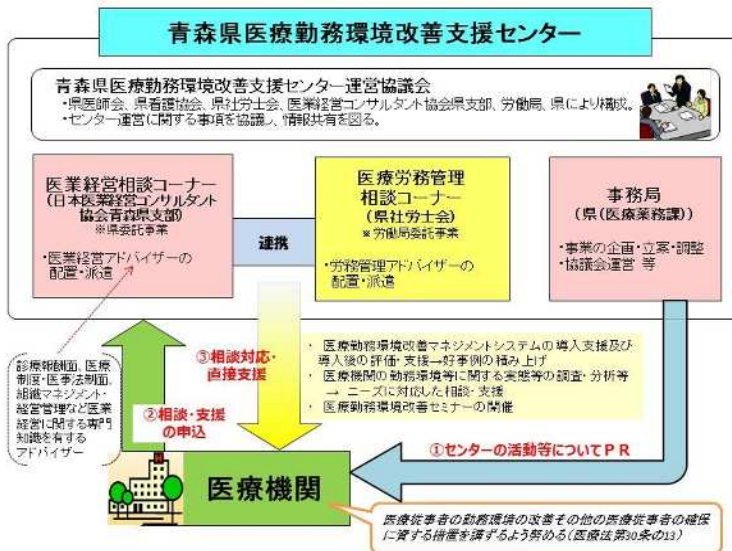 青森県医療勤務環境改善支援センター
青森県医療勤務環境改善支援センター運営協議会
・県医師会、県看護協会、県社労士会、医業経営コンサルタント協会県支部、労働局、県により構成。
・センター運営に関する事項を協議し、情報共有を図る。
医業経営相談コーナー
(日本医業経営コンサルタント
協会青森県支部)
※県委託事業
・医業経営アドバイザーの
配置・派遣
連携
医療労務管理
相談コーナー
(県社労士会)
※労働局委託事業
・労務管理アドバイザーの
配置・派遣
事務局
(県(医療業務課))
・事業の企画・立案・調整
・協議会運営 等
診療報酬面、医療
制度・医事法制面、
組織マネジメント・
経営管理など医業
経営に関する専門
知識を有する
アドバイザー
②相談・支援
の申込
③相談対応・
直接支援
・ 医療勤務環境改善マネジメントシステムの導入支援及び
導入後の評価・支援→好事例の積み上げ
・ 医療機関の勤務環境等に関する実態等の調査・分析等
→ ニーズに対応した相談・支援
・ 医療勤務環境改善セミナーの開催
①センターの活動等についてPR
医療機関
医療従事者の勤務環境の改善その他の医療従事者の確保
に資する措置を講ずるよう努める(医療法第30条の13)